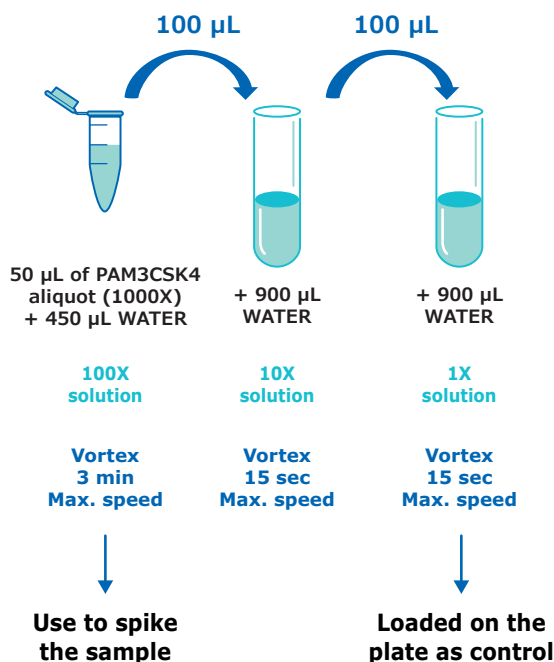 100 µL
100 µL
50 µL of PAM3CSK4
aliquot (1000X)
+ 450 µL WATER
+ 900 µL
WATER
+ 900 µL
WATER
100X
solution
10X
solution
1X
solution
Vortex
3 min
Max. speed
Vortex
15 sec
Max. speed
Vortex
15 sec
Max. speed
Use to spike
the sample
Loaded on the
plate as control